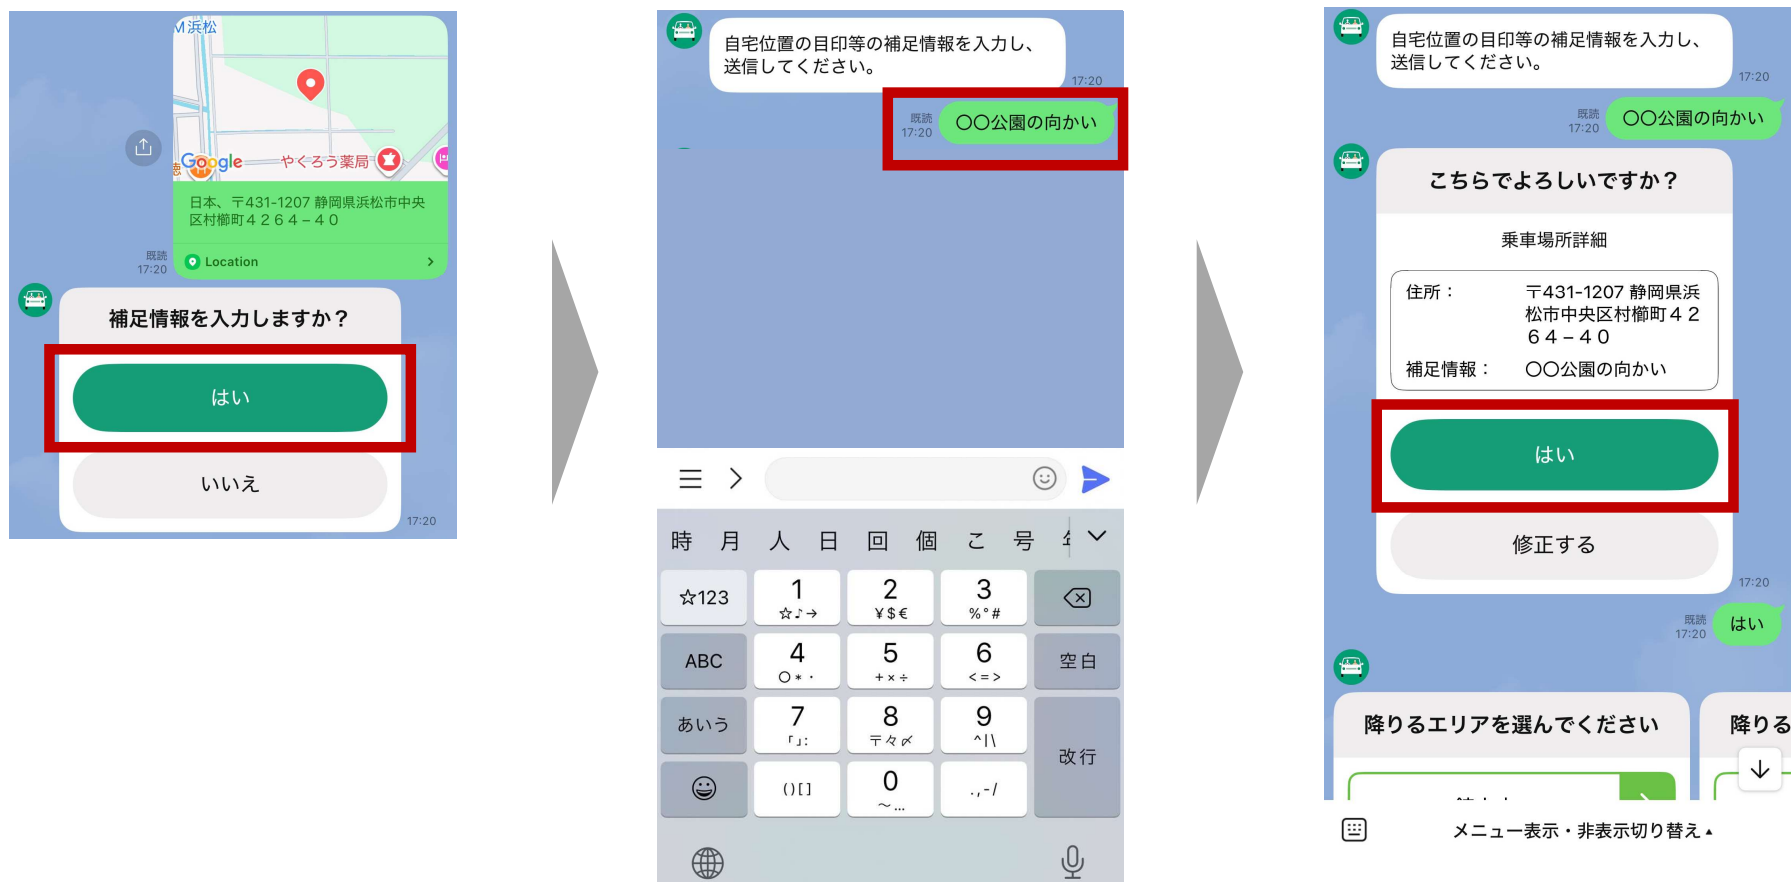 M浜松
Google
やくろう薬局
日本、〒431-1207 静岡県浜松市中央
区村櫛町４２６４－４０
既読
17:20
Location
補足情報を入力しますか？
はい
いいえ
17:20
自宅位置の目印等の補足情報を入力し、
送信してください。
17:20
既読
17:20
〇〇公園の向かい
時 月 人 日 回 個 こ 号
☆123
1
☆♪→
2
¥$€
3
%°#
ABC
4
○*・
5
+×÷
6
<=>
空白
あいう
7
「」:
8
〒々〆
9
^|\
改行
()[]
0
〜…
.,-/
自宅位置の目印等の補足情報を入力し、
送信してください。
17:20
既読
17:20
〇〇公園の向かい
こちらでよろしいですか？
乗車場所詳細
住所： 〒431-1207 静岡県浜
松市中央区村櫛町４２
６４－４０
補足情報： 〇〇公園の向かい
はい
修正する
17:20
既読
17:20
はい
降りるエリアを選んでください
降りる
メニュー表示・非表示切り替え▲